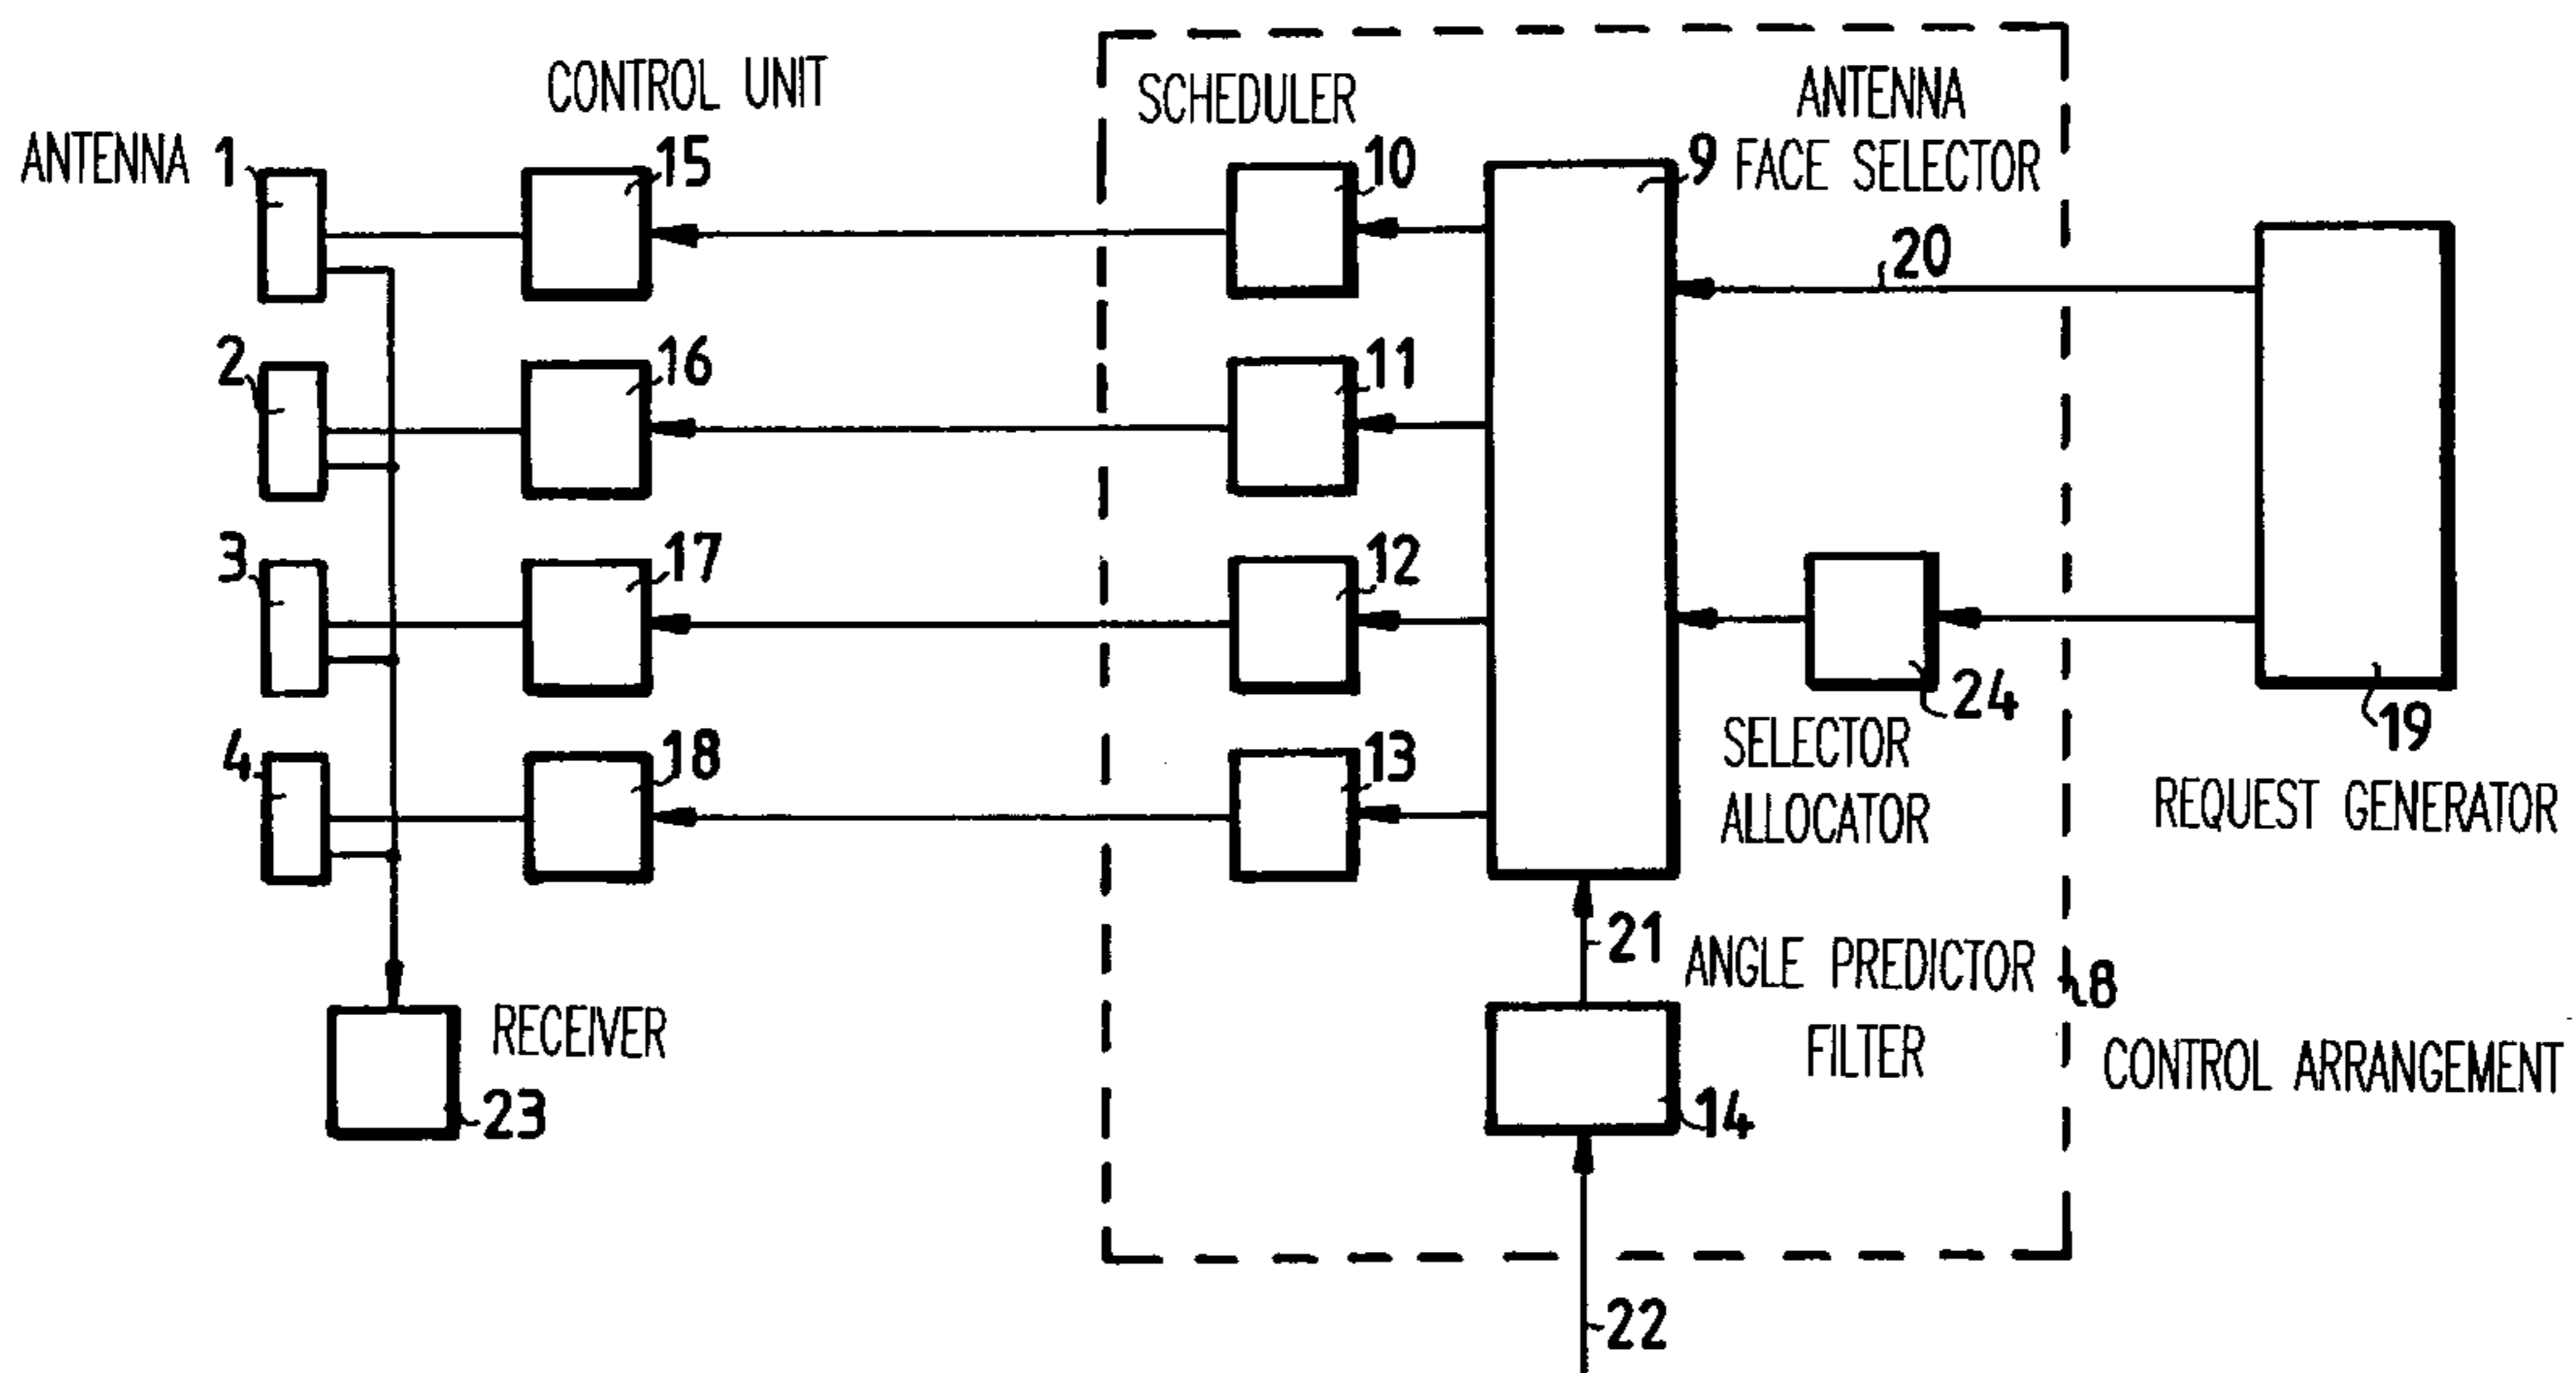 CONTROL UNIT
SCHEDULER
ANTENNA
FACE SELECTOR
ANTENNA 1
15
10
9
20
2
16
11
3
17
12
24
19
4
18
13
SELECTOR
ALLOCATOR
REQUEST GENERATOR
21
ANGLE PREDICTOR
FILTER
8
CONTROL ARRANGEMENT
RECEIVER
23
14
22